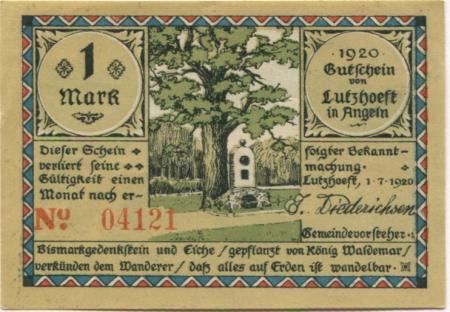 1
Mark
1920
Gutschein
von
Lutzhoeft
in Angeln
Dieser Schein
verliert seine
Gültigkeit einen
Monat nach er-
folgter Bekannt-
machung.
Lutzhoeft, 1.7.1920
J. Diederichsen
Gemeindevorsteher.
No. 04121
Bismarkgedenkstein und Eiche / gepflanzt von König Waldemar /
verkünden dem Wanderer / daß alles auf Erden ist wandelbar.